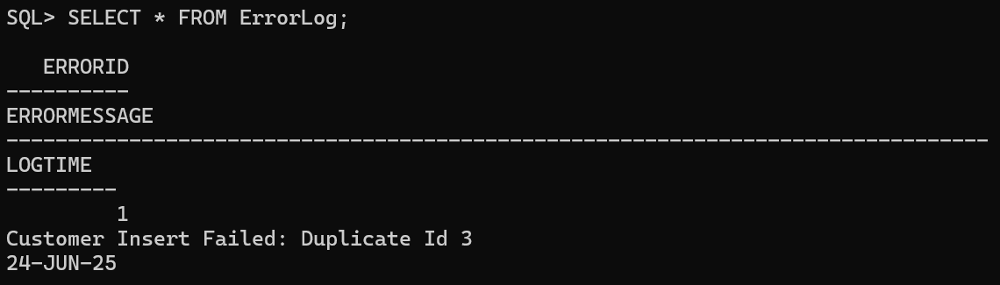 SQL> SELECT * FROM ErrorLog;
   ERRORID
----------
ERRORMESSAGE
--------------------------------------------------------------------------------
LOGTIME
---------
         1
Customer Insert Failed: Duplicate Id 3
24-JUN-25